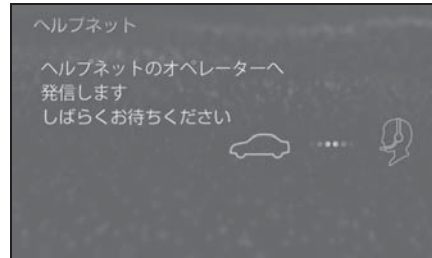 ヘルプネット
ヘルプネットのオペレーターへ
発信します
しばらくお待ちください